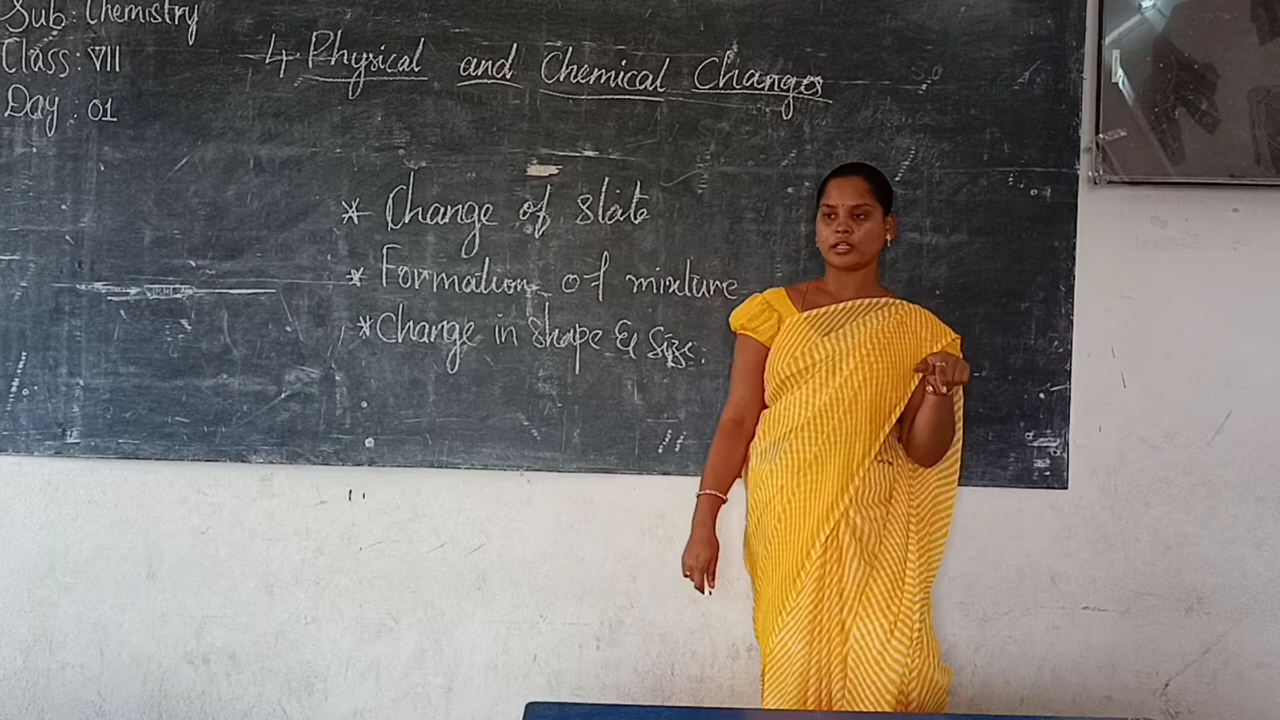 Sub: Chemistry
Class: VII
Day: 01
4 Physical and Chemical Changes
* Change of state
* Formation of mixture
* Change in shape & size.